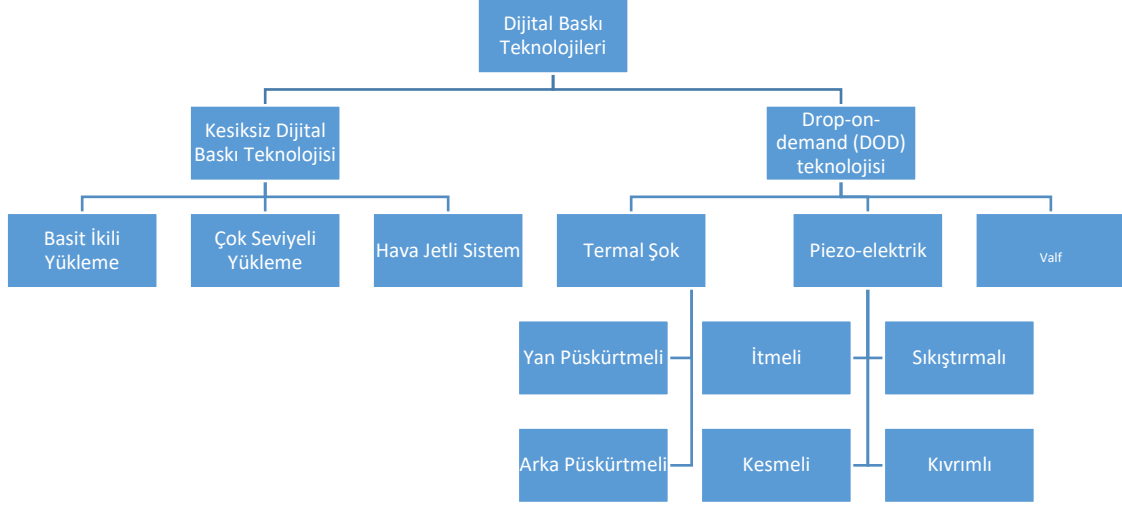 Dijital Baskı
Teknolojileri
Kesiksiz Dijital
Baskı Teknolojisi
Drop-on-
demand (DOD)
teknolojisi
Basit İkili
Yükleme
Çok Seviyeli
Yükleme
Hava Jetli Sistem
Termal Şok
Piezo-elektrik
Valf
Yan Püskürtmeli
İtmeli
Sıkıştırmalı
Arka Püskürtmeli
Kesmeli
Kıvrımlı